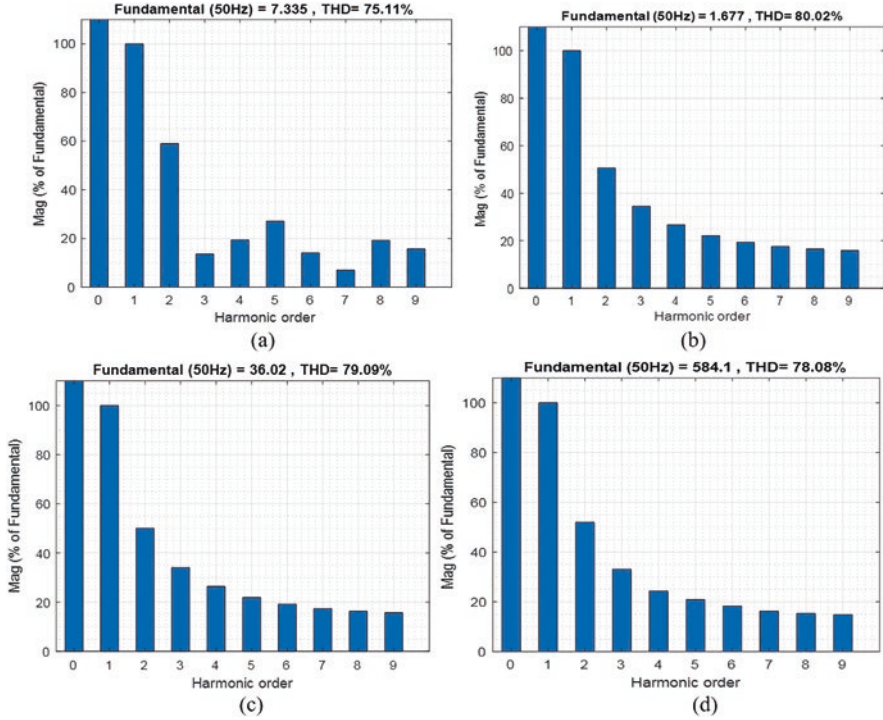 Fundamental (50Hz) = 7.335 , THD= 75.11%
Mag (% of Fundamental)
100
80
60
40
20
0
0 1 2 3 4 5 6 7 8 9
Harmonic order
(a)
Fundamental (50Hz) = 1.677 , THD= 80.02%
Mag (% of Fundamental)
100
80
60
40
20
0
0 1 2 3 4 5 6 7 8 9
Harmonic order
(b)
Fundamental (50Hz) = 36.02 , THD= 79.09%
Mag (% of Fundamental)
100
80
60
40
20
0
0 1 2 3 4 5 6 7 8 9
Harmonic order
(c)
Fundamental (50Hz) = 584.1 , THD= 78.08%
Mag (% of Fundamental)
100
80
60
40
20
0
0 1 2 3 4 5 6 7 8 9
Harmonic order
(d)